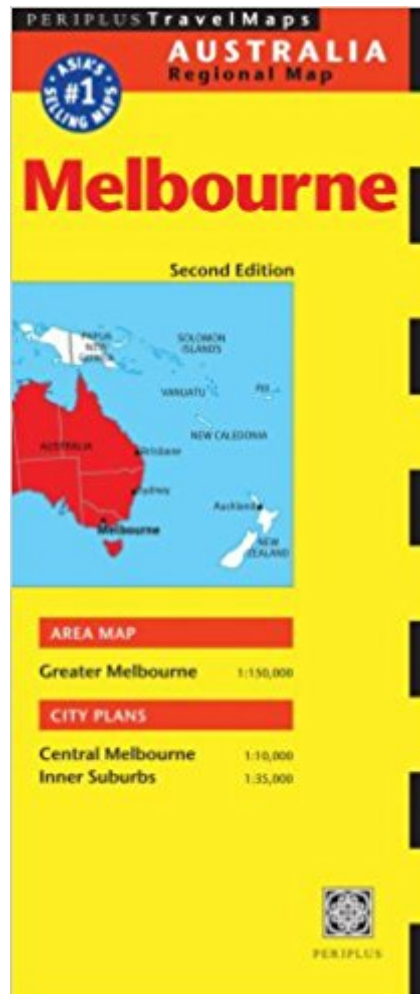 PERIPLUS TravelMaps
AUSTRALIA
Regional Map
ASIA'S
#1
SELLING MAPS
Melbourne
Second Edition
PAPUA
NEW
GUINEA
SOLOMON
ISLANDS
VANUATU
FIJI
NEW CALEDONIA
AUSTRALIA
Brisbane
Sydney
Auckland
Melbourne
NEW
ZEALAND
AREA MAP
Greater Melbourne 1:150,000
CITY PLANS
Central Melbourne 1:10,000
Inner Suburbs 1:35,000
PERIPLUS